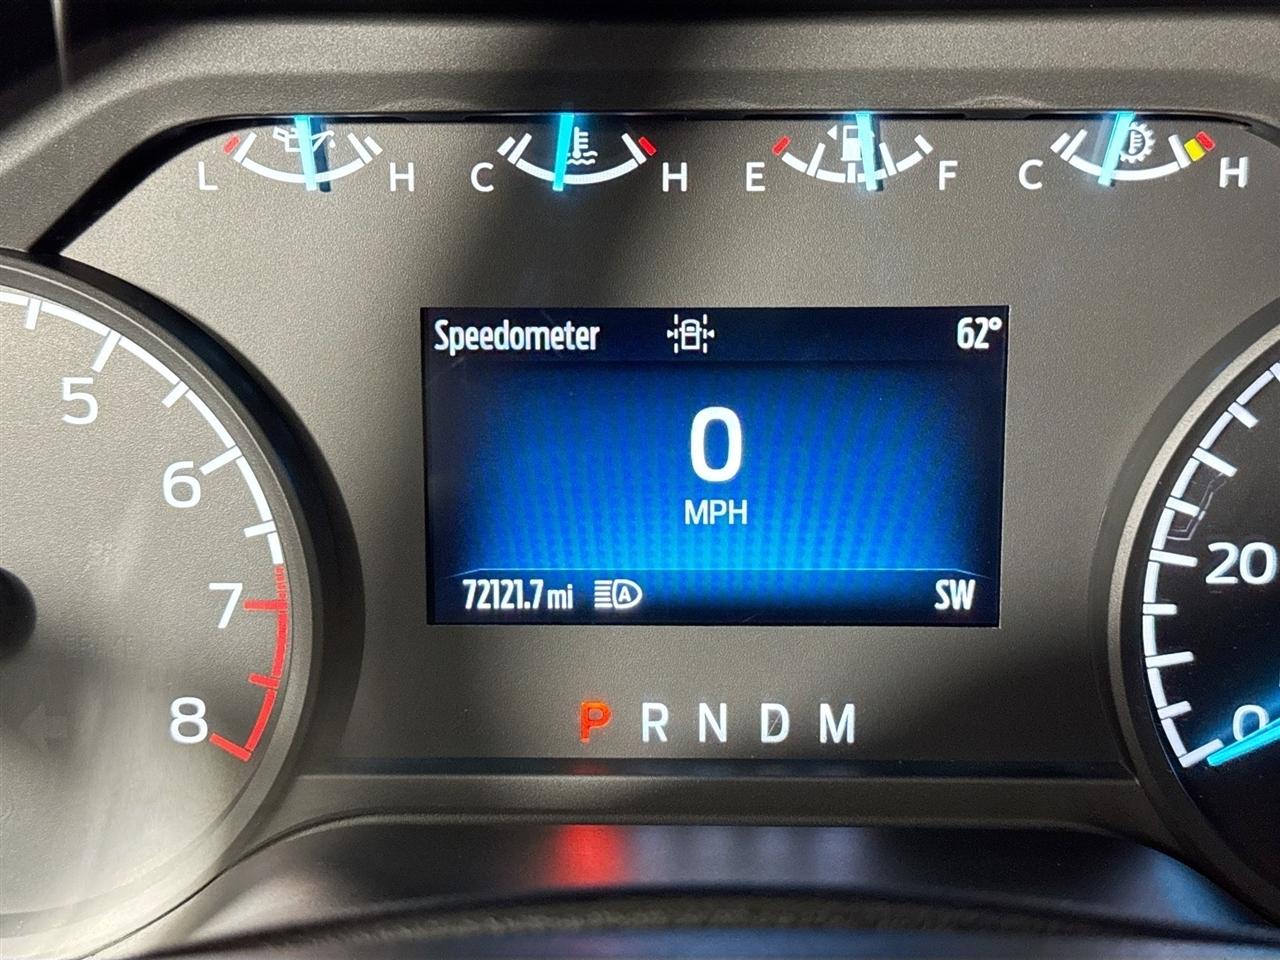 L H C H E F C H
Speedometer 62°
0
MPH
72121.7 mi A SW
5
6
7
8
20
0
P R N D M